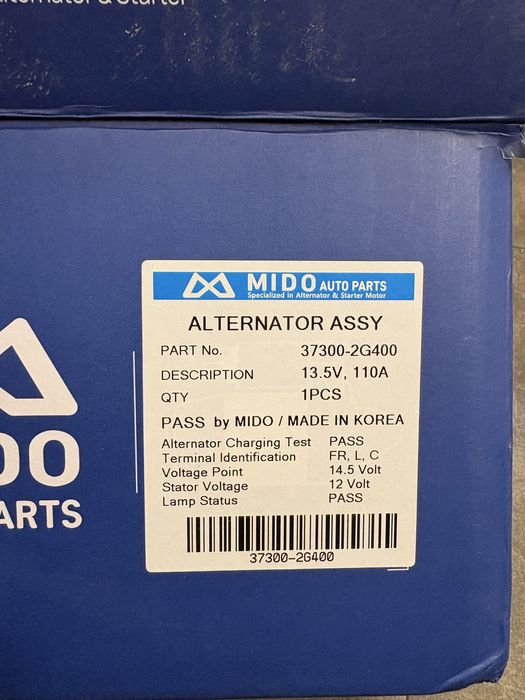 Alternator & Starter
MIDO AUTO PARTS
Specialized in Alternator & Starter Motor
ALTERNATOR ASSY
PART No. 37300-2G400
DESCRIPTION 13.5V, 110A
QTY 1PCS
PASS by MIDO / MADE IN KOREA
Alternator Charging Test PASS
Terminal Identification FR, L, C
Voltage Point 14.5 Volt
Stator Voltage 12 Volt
Lamp Status PASS
37300-2G400
DO
ARTS